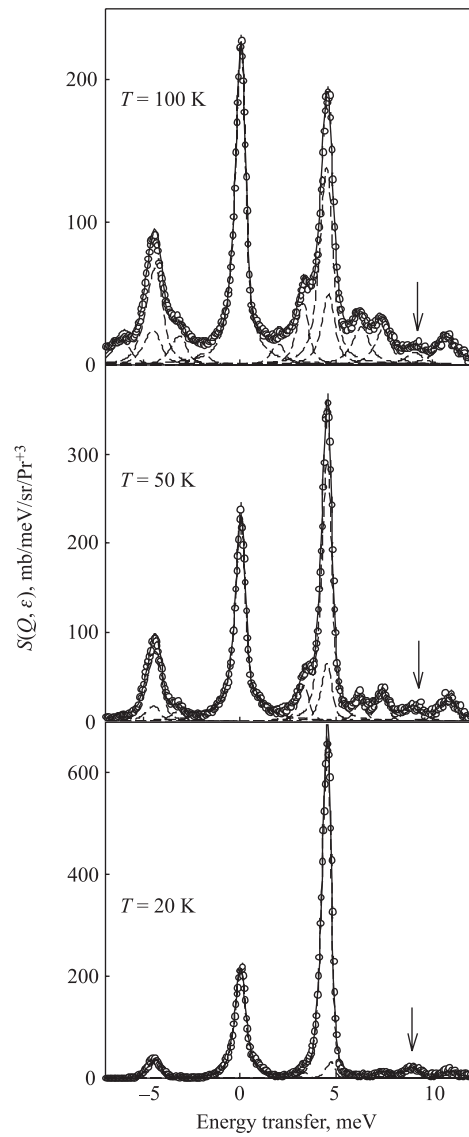 200
T = 100 K
100
0
300
T = 50 K
200
S(Q, ε), mb/meV/sr/Pr⁺³
100
0
600
400
T = 20 K
200
0
–5 0 5 10
Energy transfer, meV